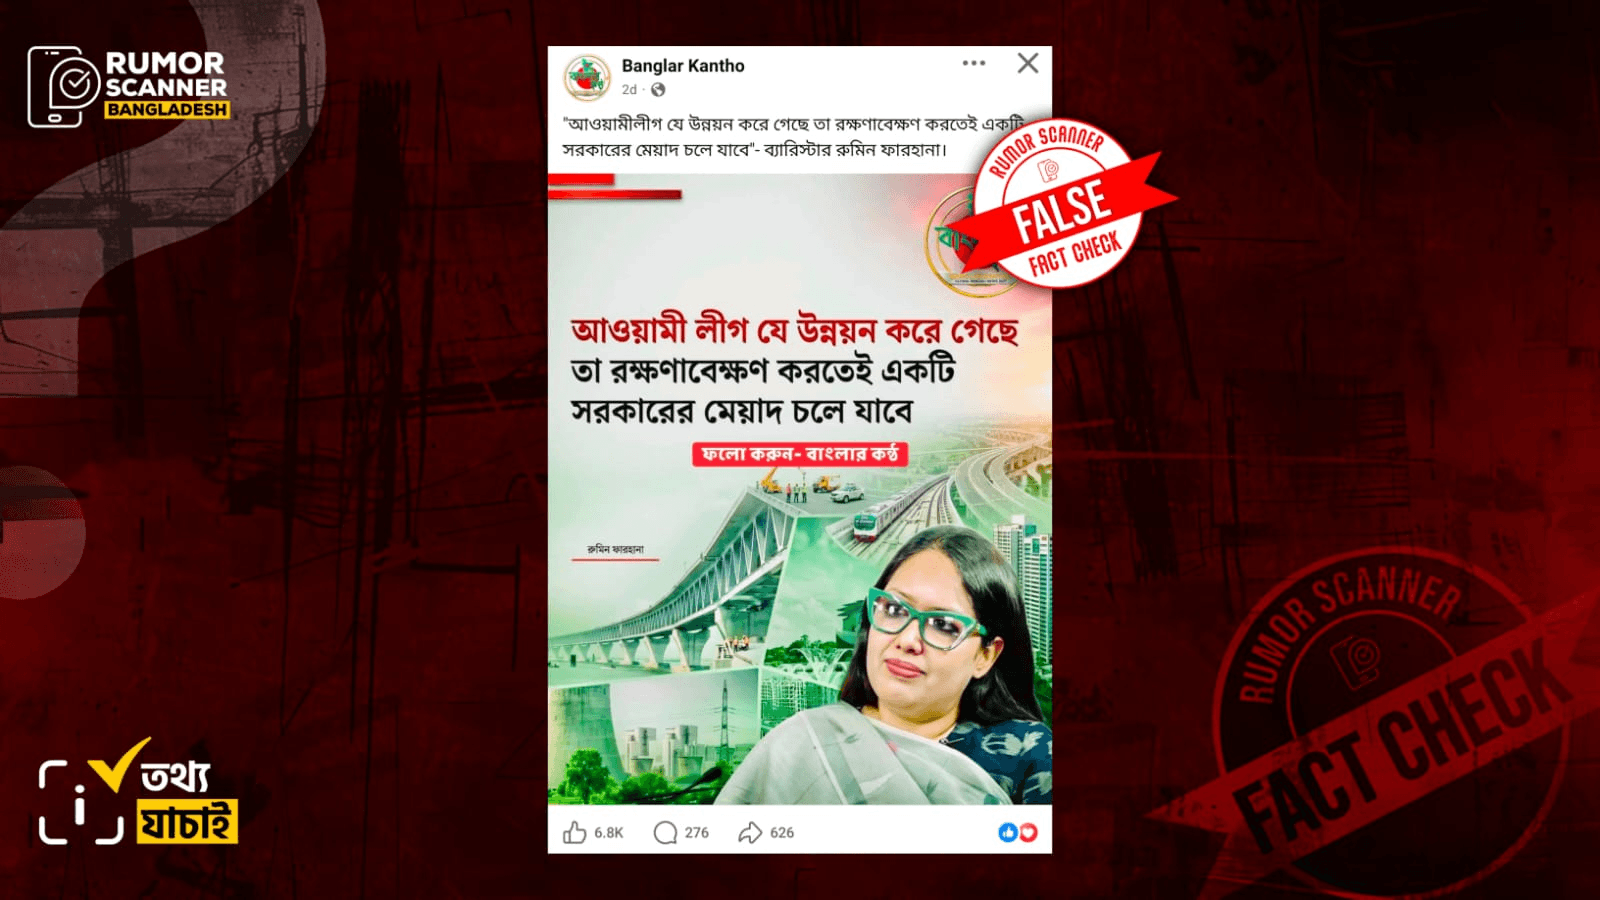 RUMOR
SCANNER
BANGLADESH
Banglar Kantho
2d
"আওয়ামীলীগ যে উন্নয়ন করে গেছে তা রক্ষণাবেক্ষণ করতেই একটি
সরকারের মেয়াদ চলে যাবে"- ব্যারিস্টার রুমিন ফারহানা।
RUMOR SCANNER
FALSE
FACT CHECK
আওয়ামী লীগ যে উন্নয়ন করে গেছে
তা রক্ষণাবেক্ষণ করতেই একটি
সরকারের মেয়াদ চলে যাবে
ফলো করুন- বাংলার কন্ঠ
রুমিন ফারহানা
6.8K 276 626
তথ্য
যাচাই
RUMOR SCANNER
FACT CHECK